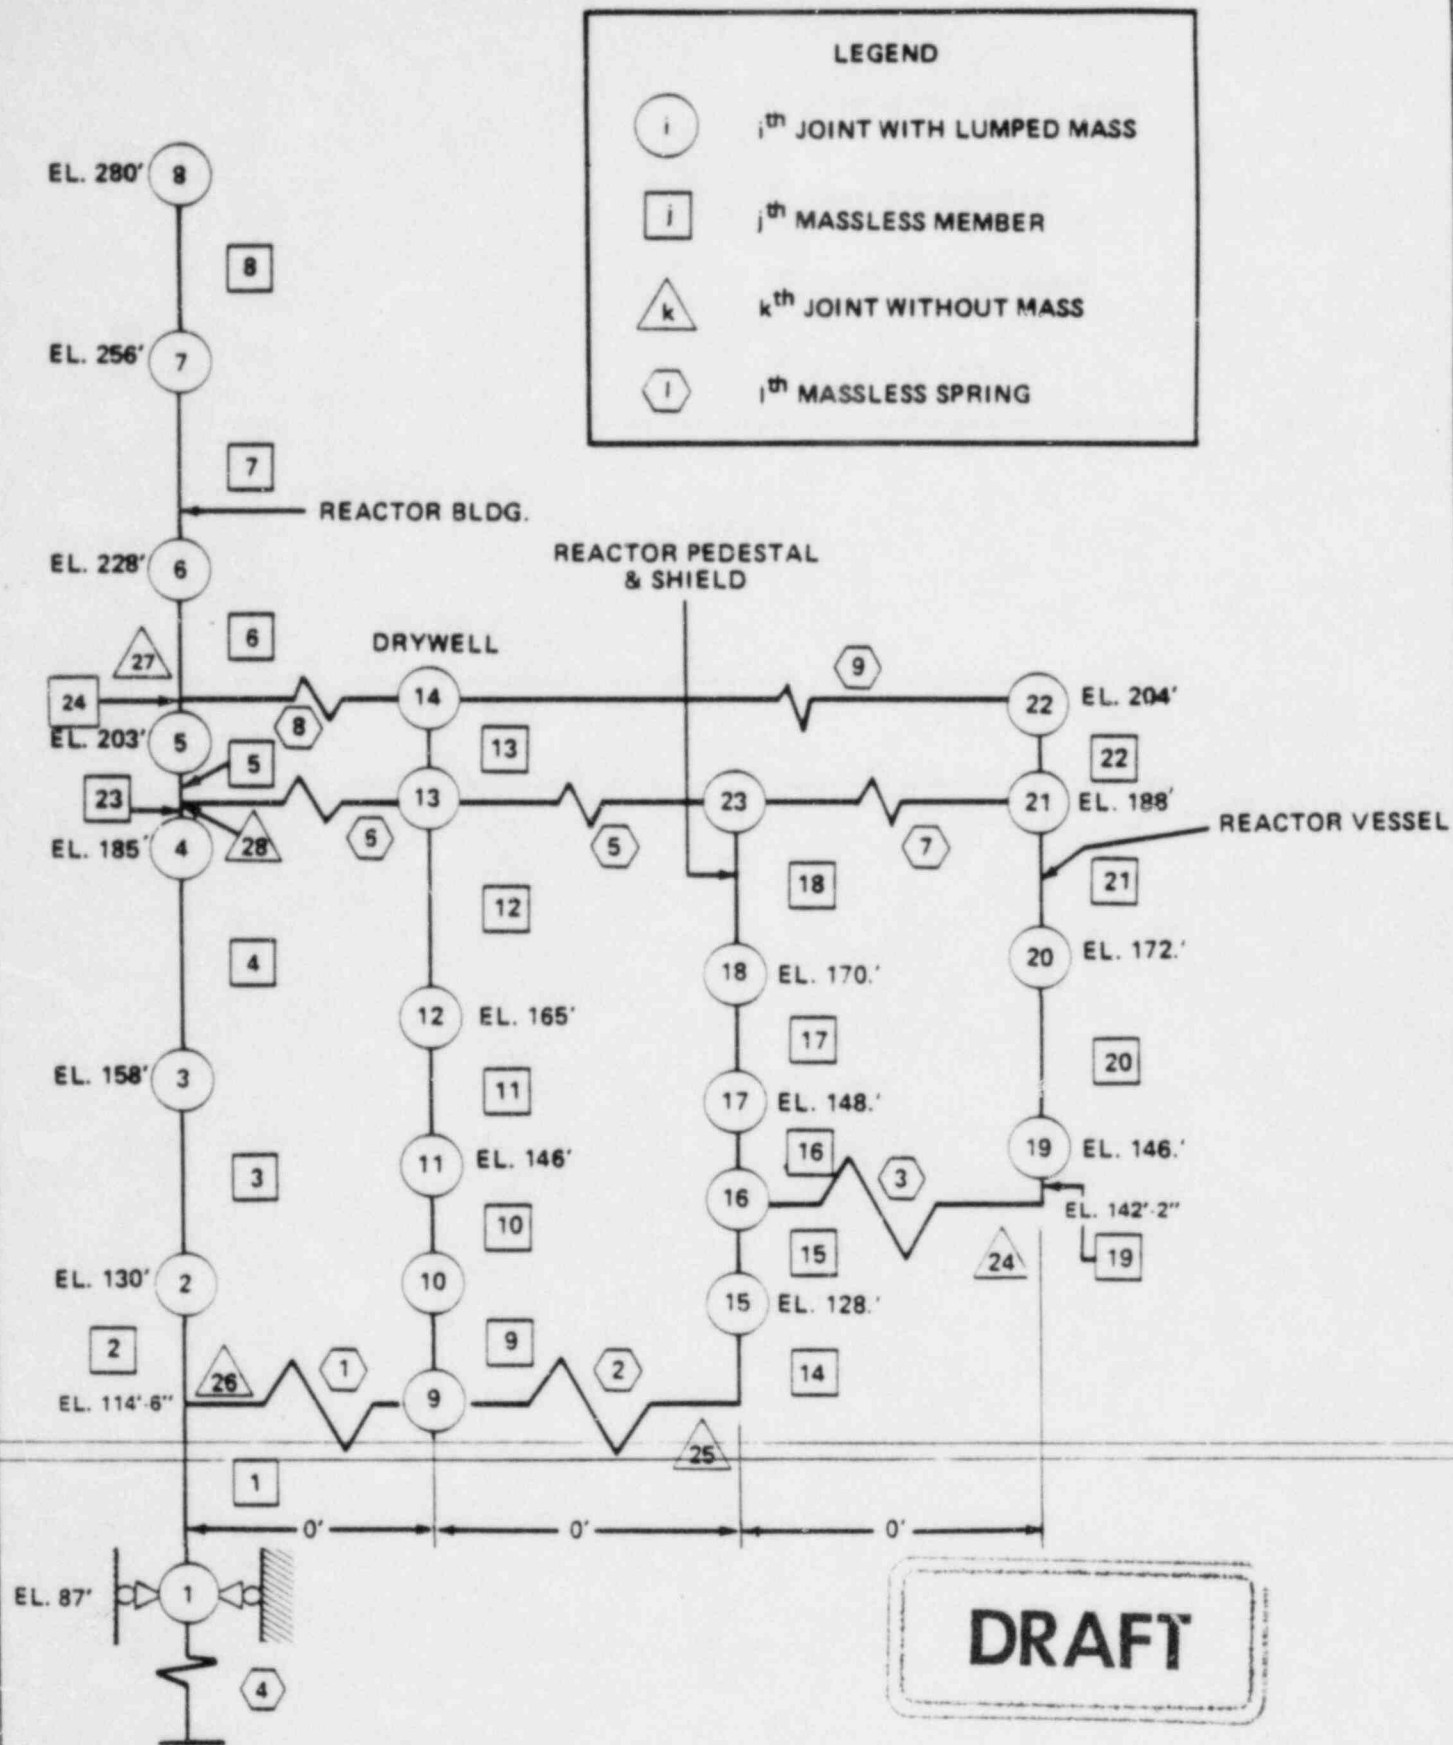 LEGEND
i ith JOINT WITH LUMPED MASS
j jth MASSLESS MEMBER
k kth JOINT WITHOUT MASS
l lth MASSLESS SPRING
EL. 280' 8
8
EL. 256' 7
7
REACTOR BLDG.
EL. 228' 6
REACTOR PEDESTAL
& SHIELD
6
27
DRYWELL
9
24
14
22 EL. 204'
8
EL. 203' 5
5
13
22
23
13
23
21 EL. 188'
REACTOR VESSEL
28
6
5
7
EL. 185' 4
18
21
12
4
18 EL. 170.'
20 EL. 172.'
12 EL. 165'
17
20
EL. 158' 3
11
17 EL. 148.'
16
11 EL. 146'
3
19 EL. 146.'
3
16
EL. 142'-2"
10
15
24
19
EL. 130' 2
10
15 EL. 128.'
2
26
1
9
2
14
EL. 114'-6"
9
25
1
0' 0' 0'
EL. 87' 1
DRAFT
4